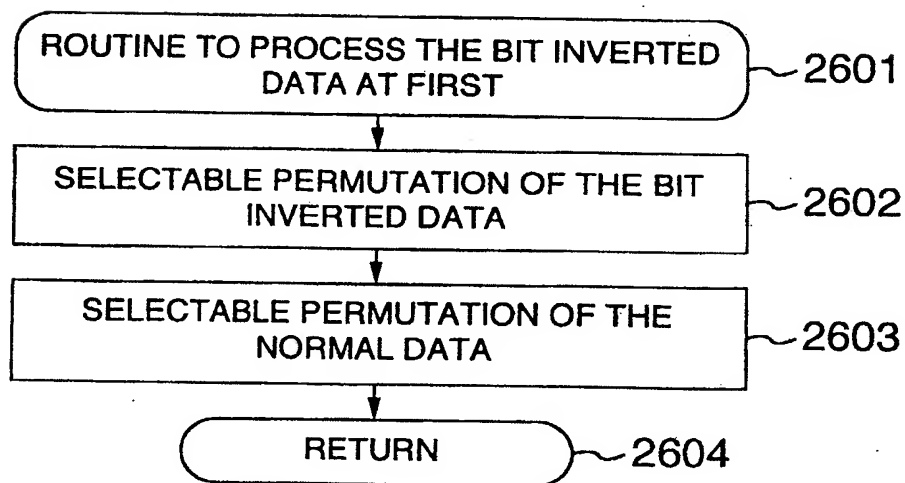 ROUTINE TO PROCESS THE BIT INVERTED
DATA AT FIRST
2601
SELECTABLE PERMUTATION OF THE BIT
INVERTED DATA
2602
SELECTABLE PERMUTATION OF THE
NORMAL DATA
2603
RETURN
2604